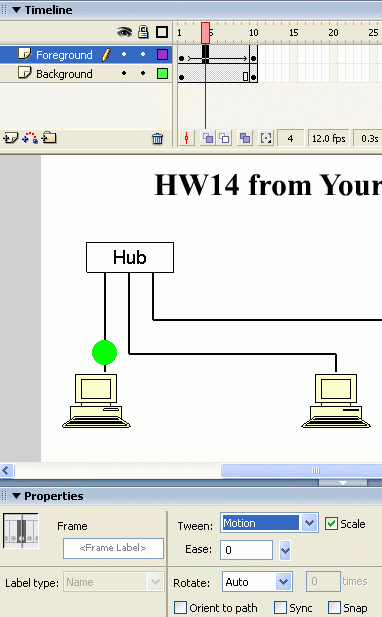 Timeline
1 5 10 15 20 25
Foreground
Background
4 12.0 fps 0.3s
HW14 from Your
Hub
Properties
Frame
<Frame Label>
Label type: Name
Tween: Motion Scale
Ease: 0
Rotate: Auto 0 times
Orient to path Sync Snap